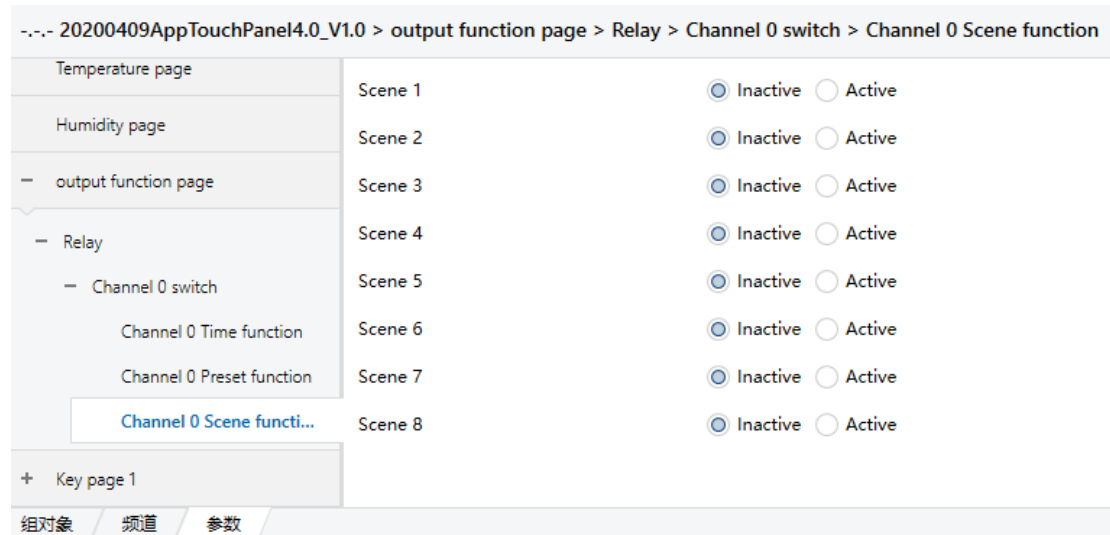 -.-.- 20200409AppTouchPanel4.0_V1.0 > output function page > Relay > Channel 0 switch > Channel 0 Scene function
Temperature page
Humidity page
− output function page
− Relay
− Channel 0 switch
Channel 0 Time function
Channel 0 Preset function
Channel 0 Scene functi...
+ Key page 1
Scene 1 Inactive Active
Scene 2 Inactive Active
Scene 3 Inactive Active
Scene 4 Inactive Active
Scene 5 Inactive Active
Scene 6 Inactive Active
Scene 7 Inactive Active
Scene 8 Inactive Active
组对象 频道 参数